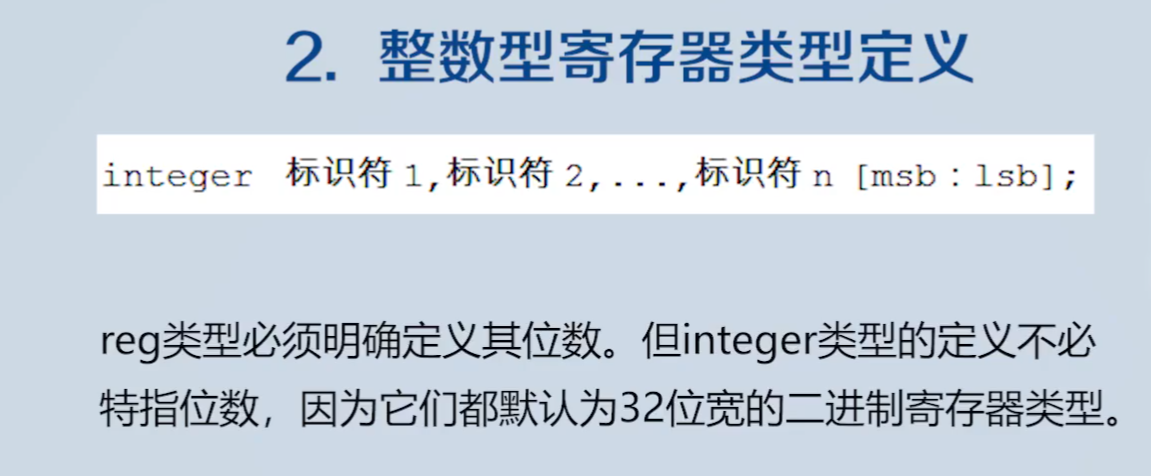 2. 整数型寄存器类型定义
integer 标识符1,标识符2,...,标识符n [msb:lsb];
reg类型必须明确定义其位数。但integer类型的定义不必
特指位数，因为它们都默认为32位宽的二进制寄存器类型。